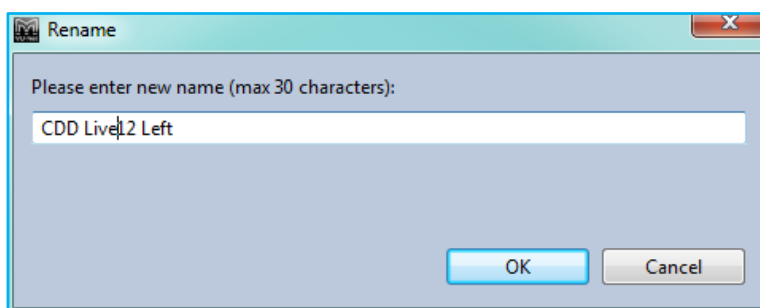 Rename
Please enter new name (max 30 characters):
CDD Live12 Left
OK Cancel